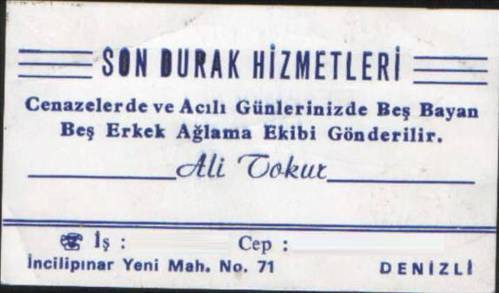 SON DURAK HİZMETLERİ
Cenazelerde ve Acılı Günlerinizde Beş Bayan
Beş Erkek Ağlama Ekibi Gönderilir.
Ali Tokur
☎ İş : Cep :
İncilipınar Yeni Mah. No. 71 DENİZLİ